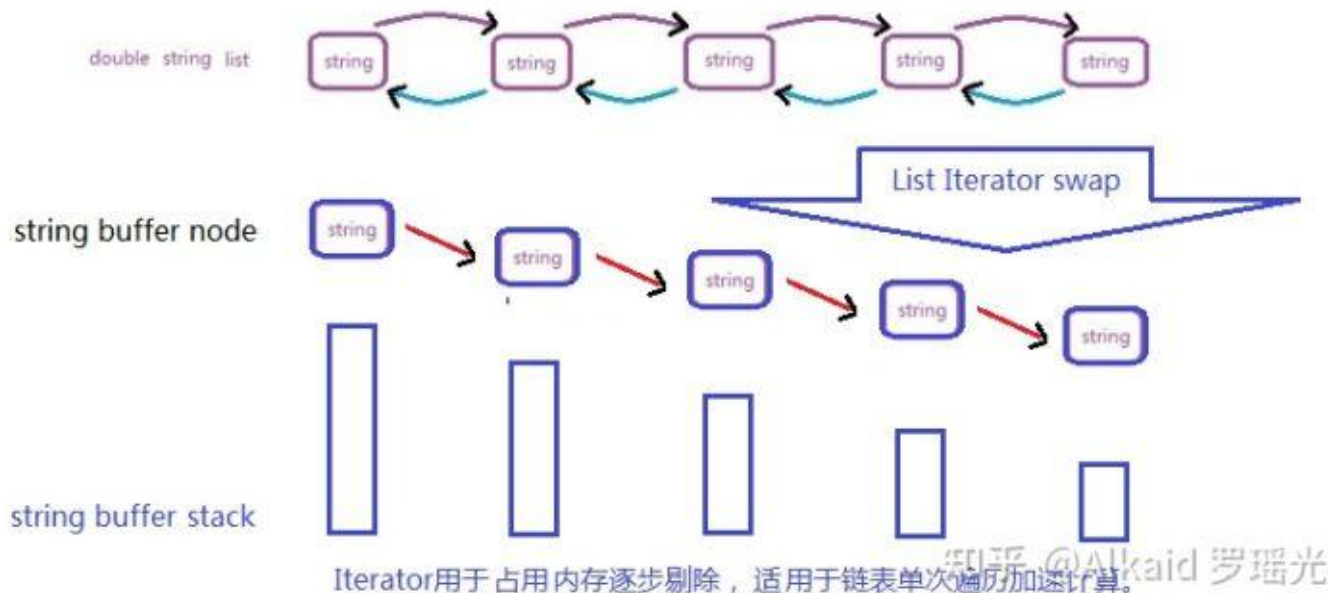 double string list
string string string string string
List Iterator swap
string buffer node
string string string string string
string buffer stack
Iterator用于占用内存逐步剔除，适用于链表单次遍历加速计算。
知乎 @Alkaid 罗瑶光